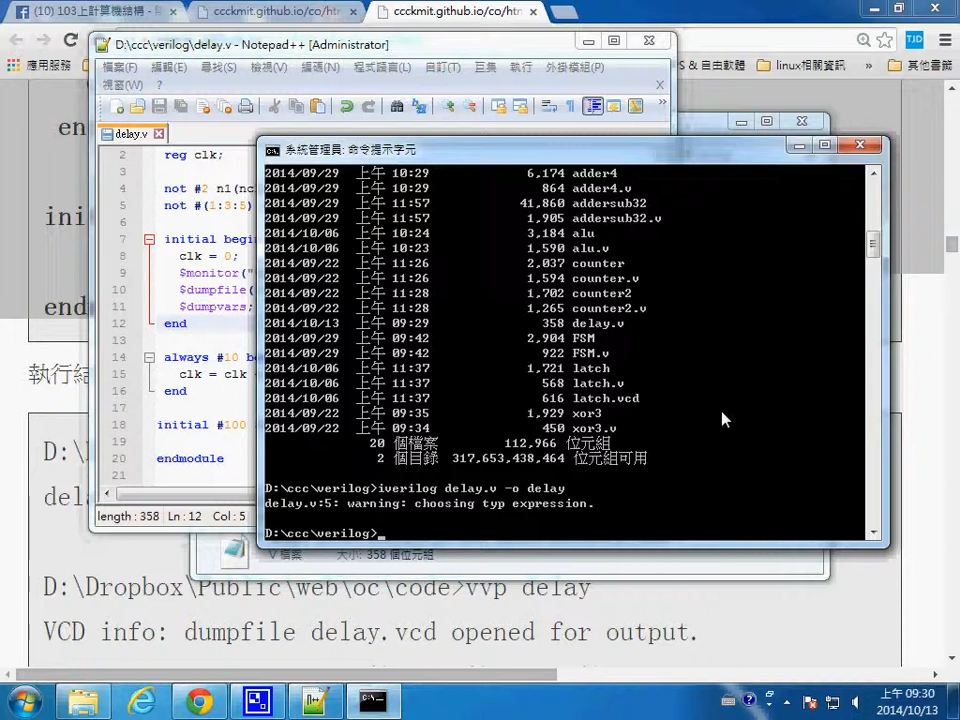 (10) 103上計算機結構 -
ccckmit.github.io/co/htm
ccckmit.github.io/co/htm
應用服務
TJD
& 自由軟體
linux相關資訊
»
其他書籤
D:\ccc\verilog\delay.v - Notepad++ [Administrator]
檔案(F) 編輯(E) 尋找(S) 檢視(V) 編碼(N) 程式語言(L) 自訂(T) 巨集 執行 外掛模組(P)
視窗(W) ?
X
delay.v
2 reg clk;
3
4 not #2 n1(nc
5 not #(1:3:5)
6
7 initial begin
8 clk = 0;
9 $monitor("
10 $dumpfile(
11 $dumpvars;
12 end
13
14 always #10 be
15 clk = clk
16 end
17
18 initial #100
19
20 endmodule
21
length : 358 Ln : 12 Col : 5
系統管理員: 命令提示字元
2014/09/29 上午 10:29 6,174 adder4
2014/09/29 上午 10:29 864 adder4.v
2014/09/29 上午 11:57 41,860 addersub32
2014/09/29 上午 11:57 1,905 addersub32.v
2014/10/06 上午 10:24 3,184 alu
2014/10/06 上午 10:23 1,590 alu.v
2014/09/22 上午 11:26 2,037 counter
2014/09/22 上午 11:26 1,594 counter.v
2014/09/22 上午 11:28 1,702 counter2
2014/09/22 上午 11:28 1,265 counter2.v
2014/10/13 上午 09:29 358 delay.v
2014/09/29 上午 09:42 2,904 FSM
2014/09/29 上午 09:42 922 FSM.v
2014/10/06 上午 11:37 1,721 latch
2014/10/06 上午 11:37 568 latch.v
2014/10/06 上午 11:37 616 latch.vcd
2014/09/22 上午 09:35 1,929 xor3
2014/09/22 上午 09:34 450 xor3.v
20 個檔案 112,966 位元組
2 個目錄 317,653,438,464 位元組可用
D:\ccc\verilog>iverilog delay.v -o delay
delay.v:5: warning: choosing typ expression.
D:\ccc\verilog>
V 檔案 大小: 358 個位元組
en
ini
end
執行結
D:\
dela
D:\Dropbox\Public\web\oc\code>vvp delay
VCD info: dumpfile delay.vcd opened for output.
上午 09:30
2014/10/13